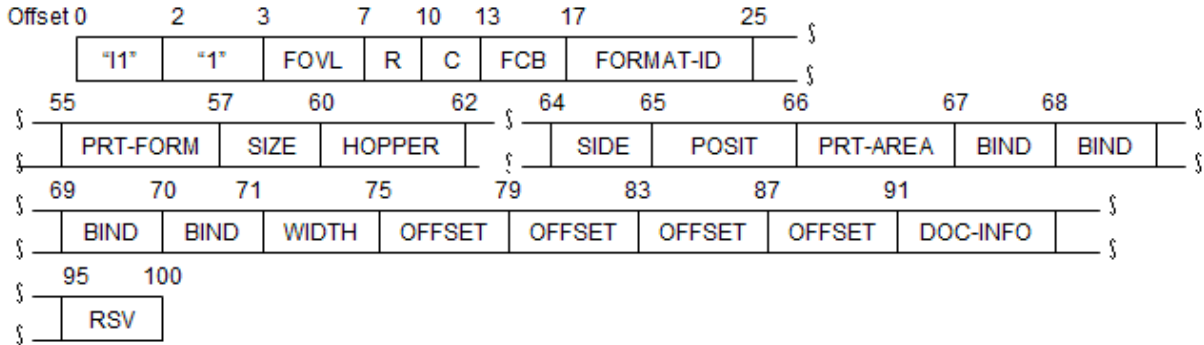 Offset 0 2 3 7 10 13 17 25
“I1” “1” FOVL R C FCB FORMAT-ID
55 57 60 62 64 65 66 67 68
PRT-FORM SIZE HOPPER SIDE POSIT PRT-AREA BIND BIND
69 70 71 75 79 83 87 91
BIND BIND WIDTH OFFSET OFFSET OFFSET OFFSET DOC-INFO
95 100
RSV